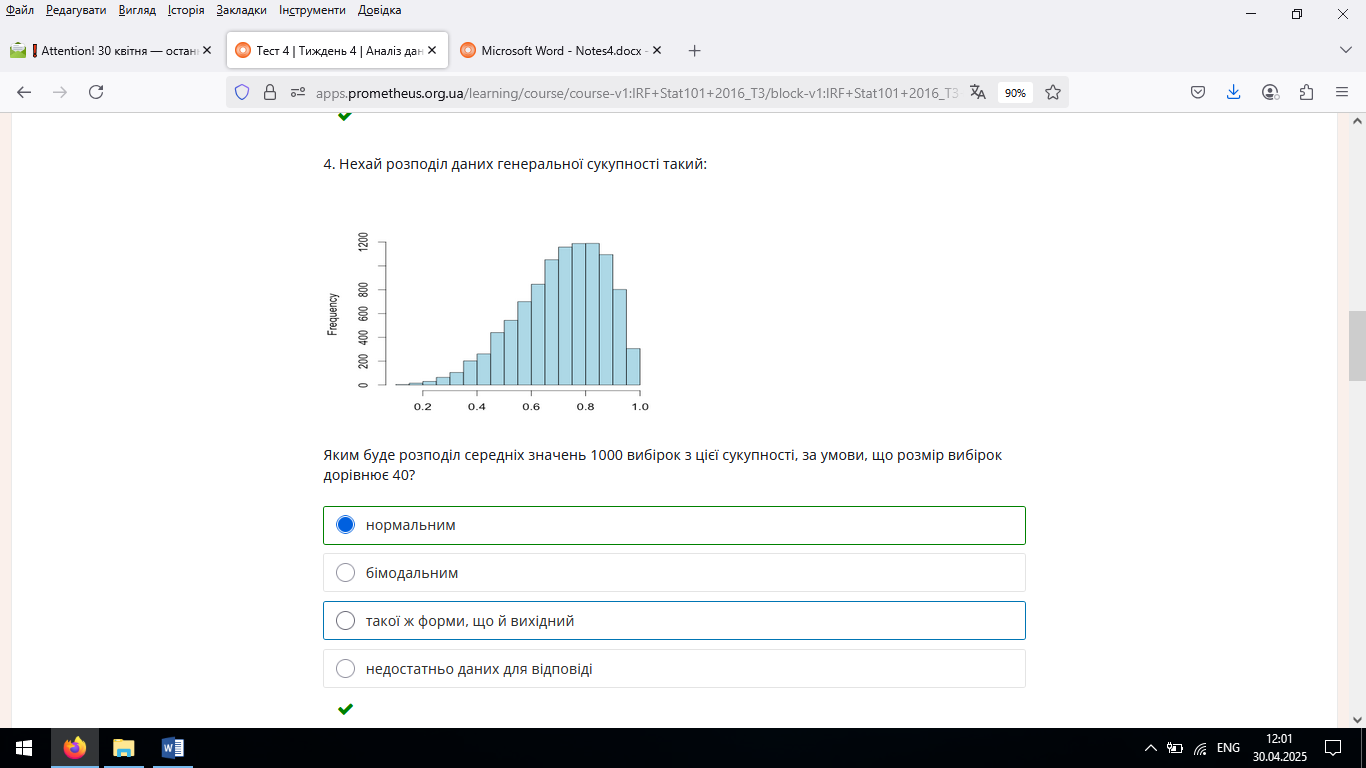 Файл Редагувати Вигляд Історія Закладки Інструменти Довідка
❗Attention! 30 квітня — останн
Тест 4 | Тиждень 4 | Аналіз дан
Microsoft Word - Notes4.docx -
apps.prometheus.org.ua/learning/course/course-v1:IRF+Stat101+2016_T3/block-v1:IRF+Stat101+2016_T3
90%
4. Нехай розподіл даних генеральної сукупності такий:
Frequency
1200
800
600
400
200
0
0.2 0.4 0.6 0.8 1.0
Яким буде розподіл середніх значень 1000 вибірок з цієї сукупності, за умови, що розмір вибірок
дорівнює 40?
нормальним
бімодальним
такої ж форми, що й вихідний
недостатньо даних для відповіді
ENG
12:01
30.04.2025